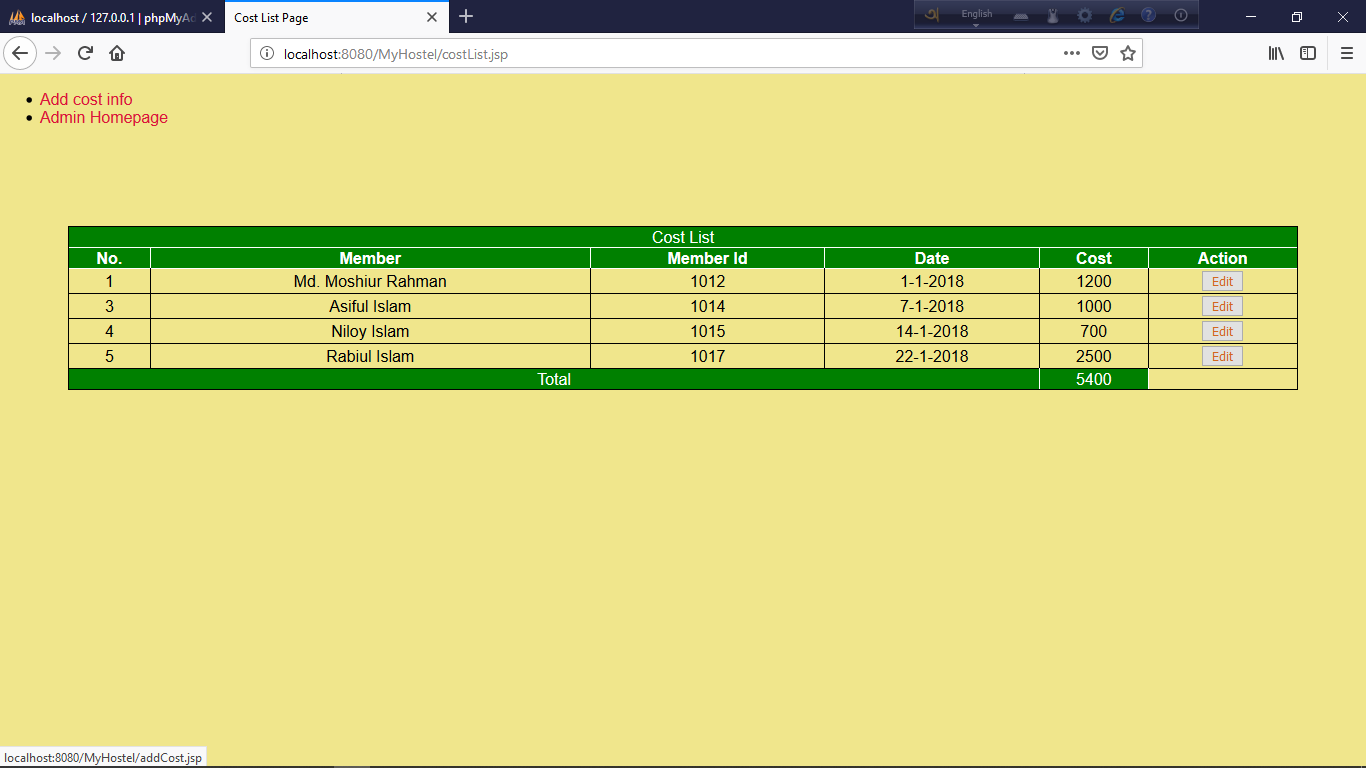 localhost / 127.0.0.1 | phpMyAd
Cost List Page
English
localhost:8080/MyHostel/costList.jsp
Add cost info
Admin Homepage
Cost List
No. Member Member Id Date Cost Action
1 Md. Moshiur Rahman 1012 1-1-2018 1200 Edit
3 Asiful Islam 1014 7-1-2018 1000 Edit
4 Niloy Islam 1015 14-1-2018 700 Edit
5 Rabiul Islam 1017 22-1-2018 2500 Edit
Total 5400
localhost:8080/MyHostel/addCost.jsp